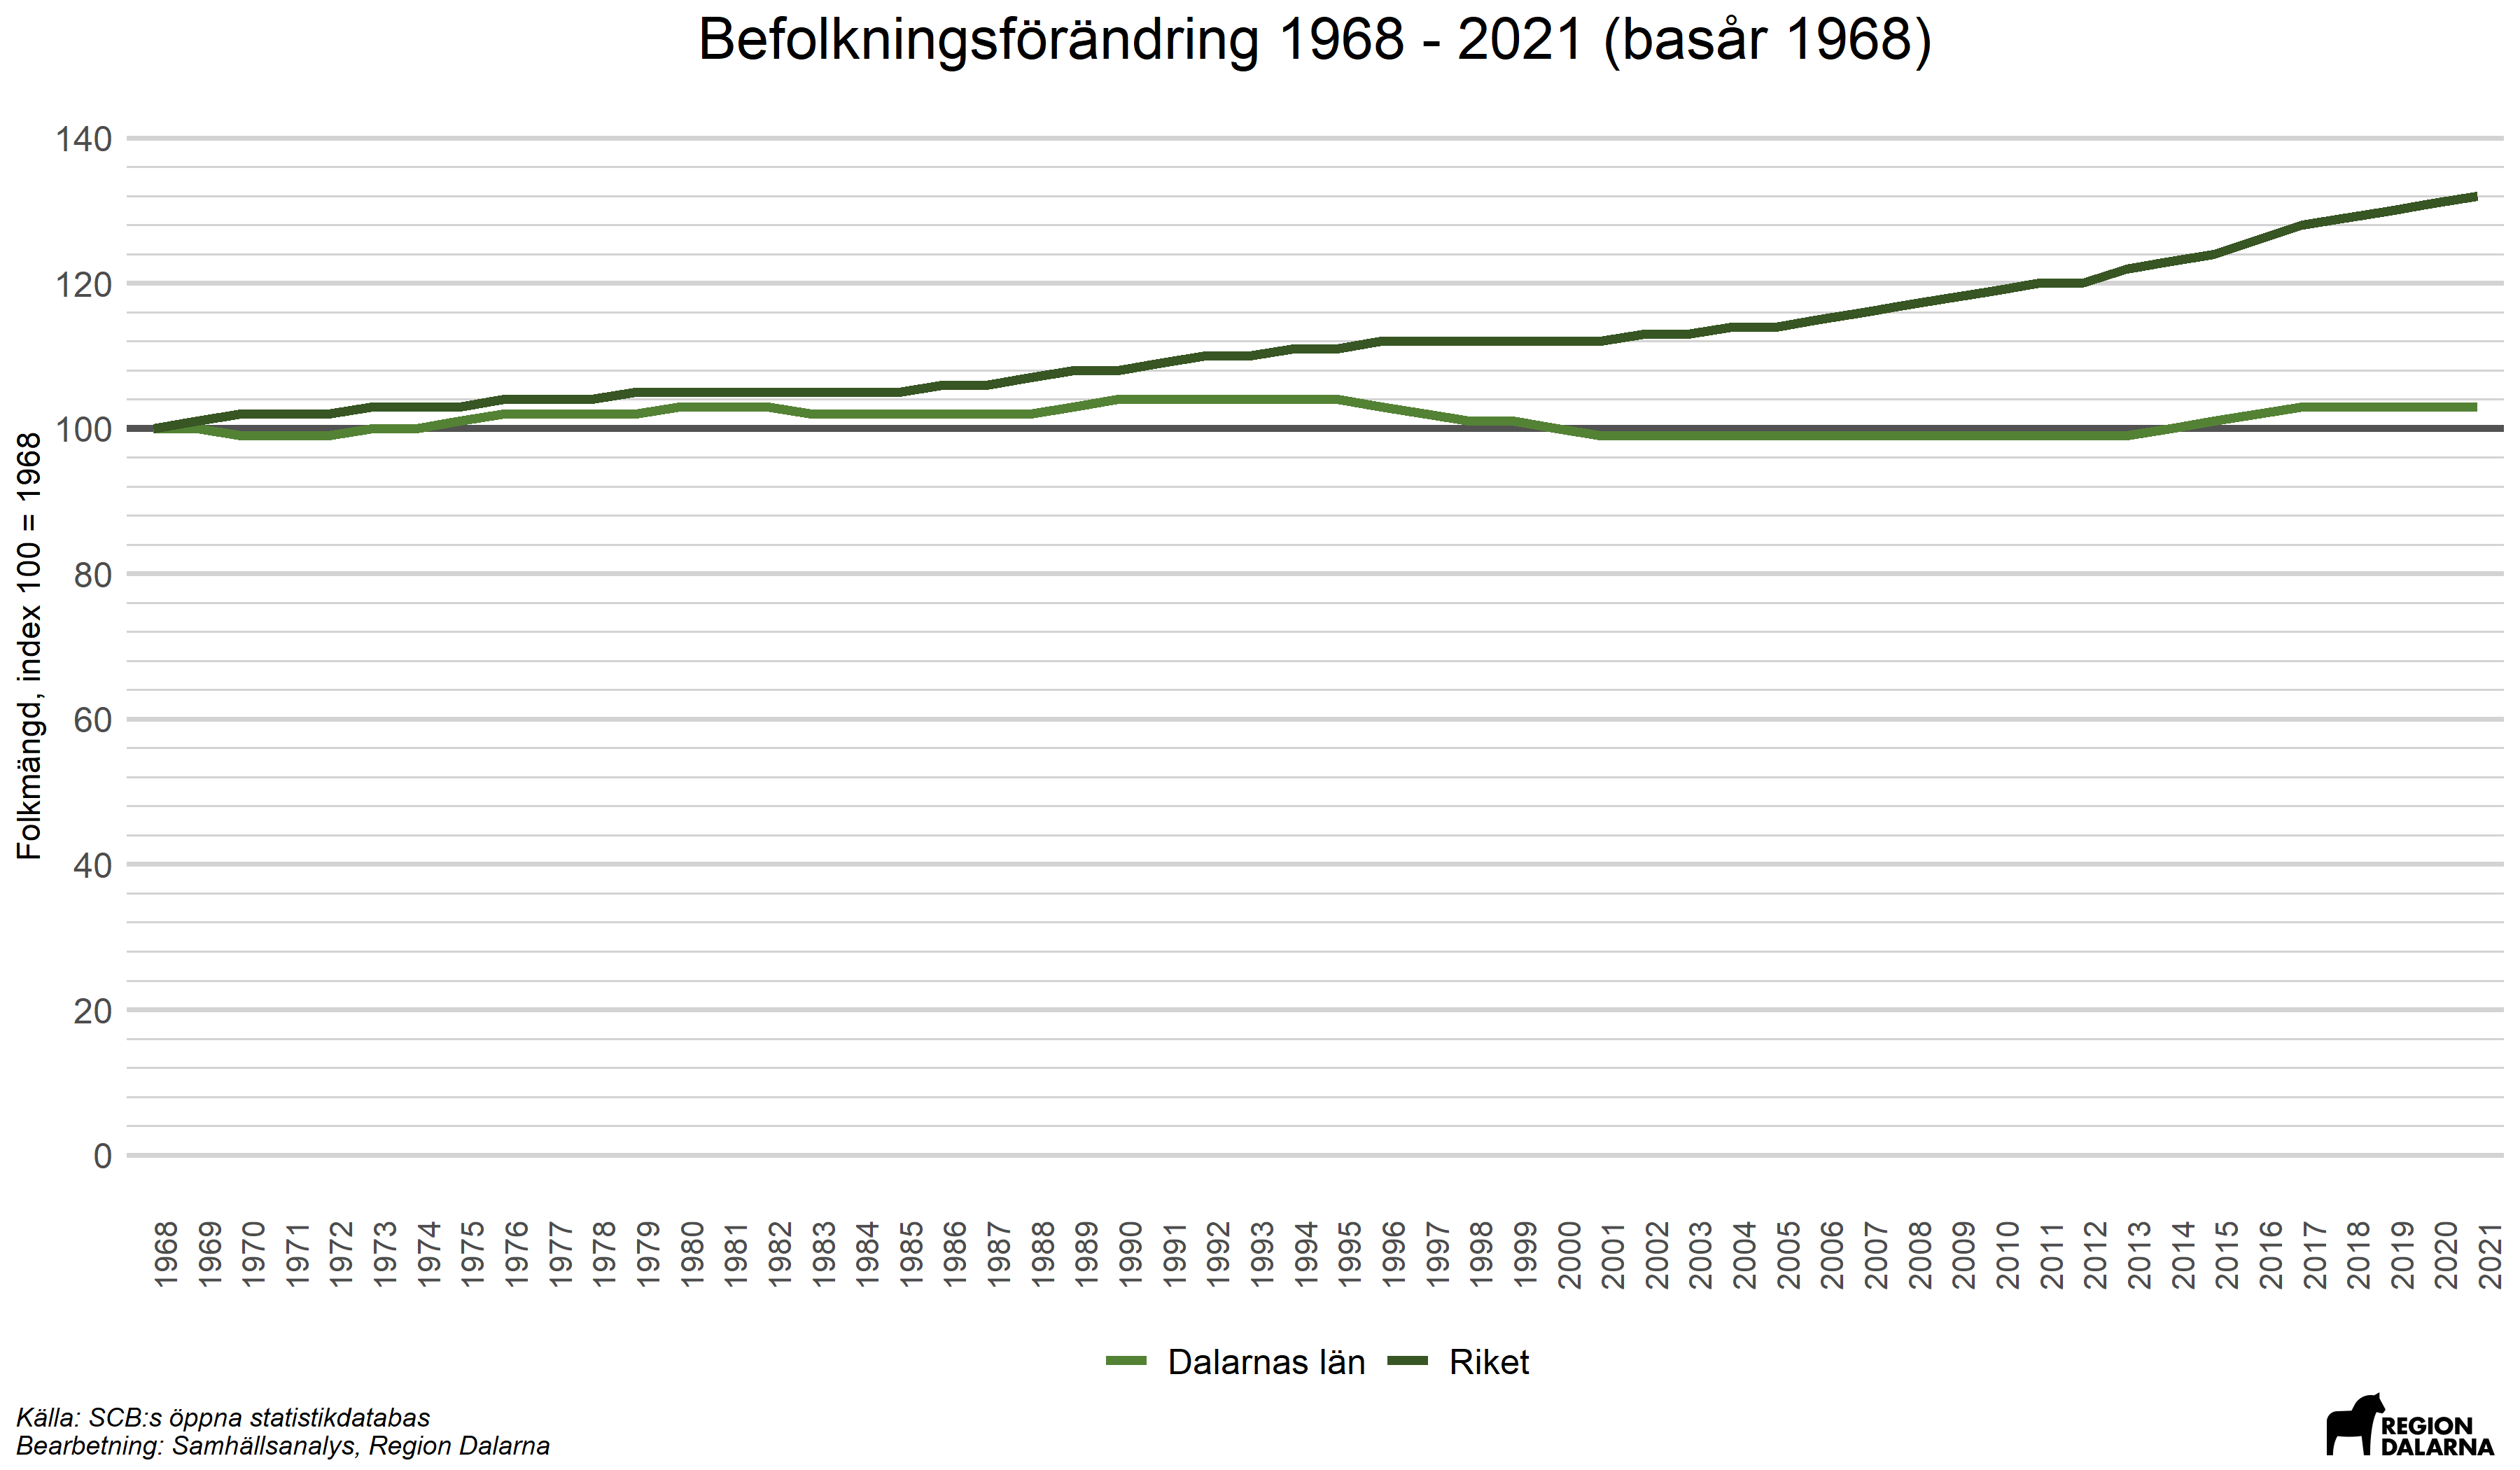 Befolkningsförändring 1968 - 2021 (basår 1968)
Folkmängd, index 100 = 1968
140
120
100
80
60
40
20
0
1968 1969 1970 1971 1972 1973 1974 1975 1976 1977 1978 1979 1980 1981 1982 1983 1984 1985 1986 1987 1988 1989 1990 1991 1992 1993 1994 1995 1996 1997 1998 1999 2000 2001 2002 2003 2004 2005 2006 2007 2008 2009 2010 2011 2012 2013 2014 2015 2016 2017 2018 2019 2020 2021
Dalarnas län Riket
Källa: SCB:s öppna statistikdatabas
Bearbetning: Samhällsanalys, Region Dalarna
REGION
DALARNA